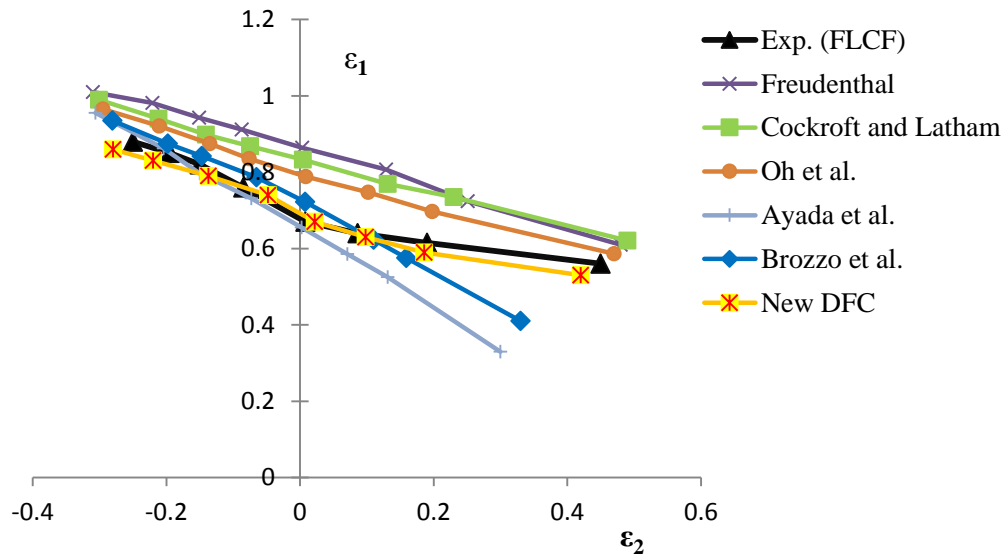 1.2
1
0.8
0.6
0.4
0.2
0
-0.4
-0.2
0
0.2
0.4
0.6
ε1
ε2
Exp. (FLCF)
Freudenthal
Cockroft and Latham
Oh et al.
Ayada et al.
Brozzo et al.
New DFC